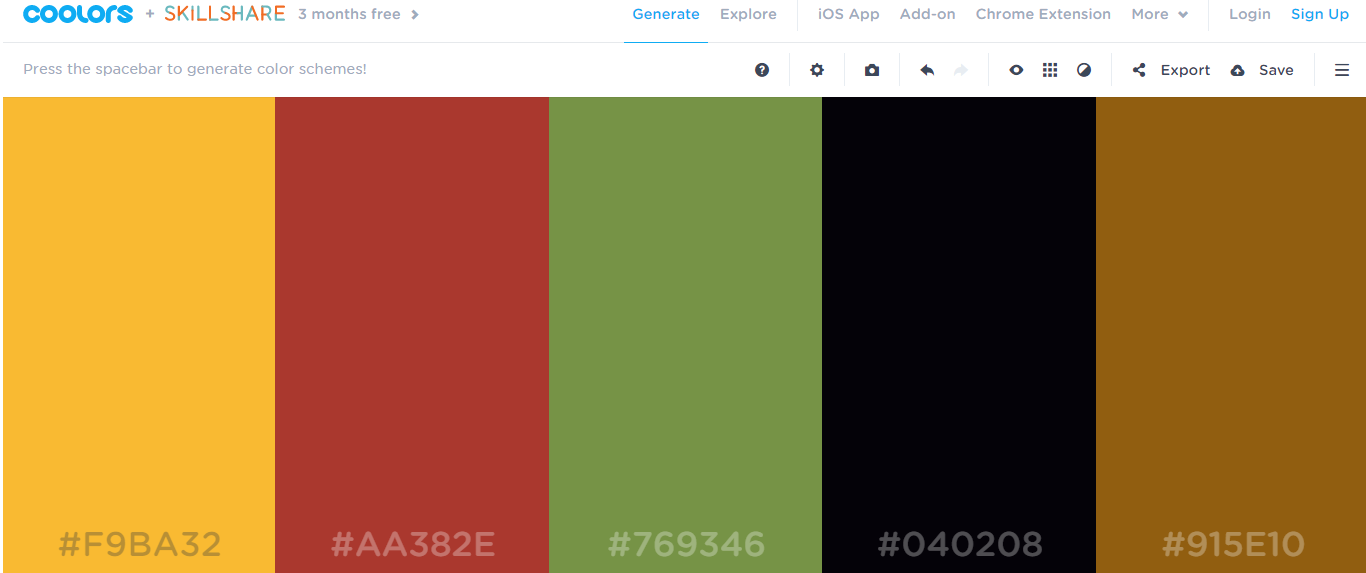 coolors + SKILLSHARE 3 months free Generate Explore iOS App Add-on Chrome Extension More Login Sign Up
Press the spacebar to generate color schemes! Export Save
#F9BA32 #AA382E #769346 #040208 #915E10